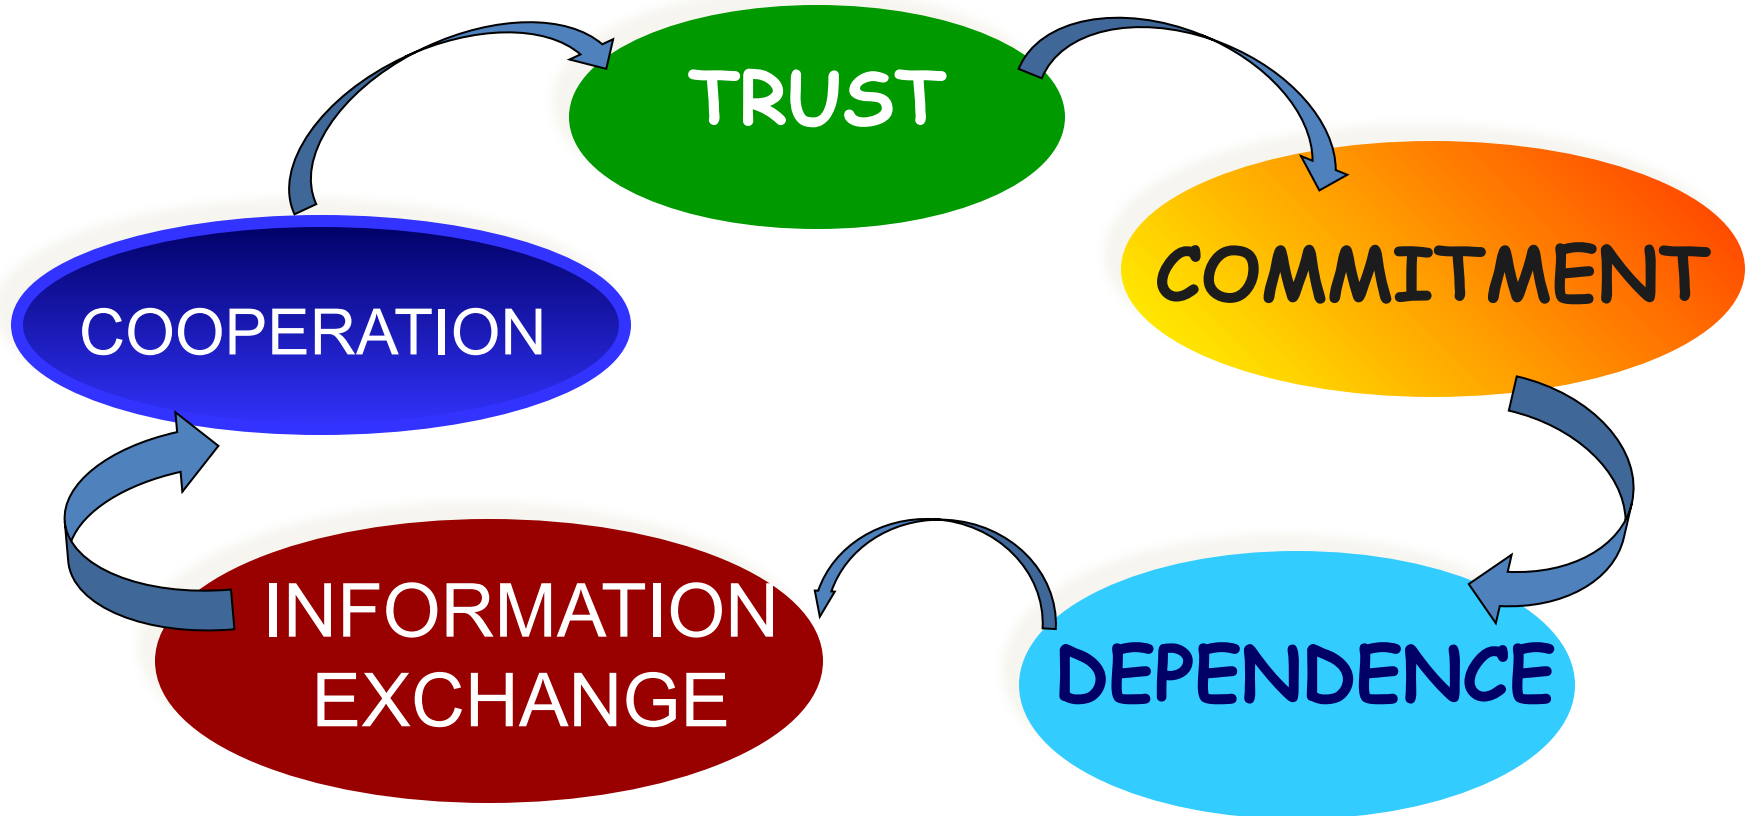 TRUST
COMMITMENT
COOPERATION
INFORMATION
EXCHANGE
DEPENDENCE